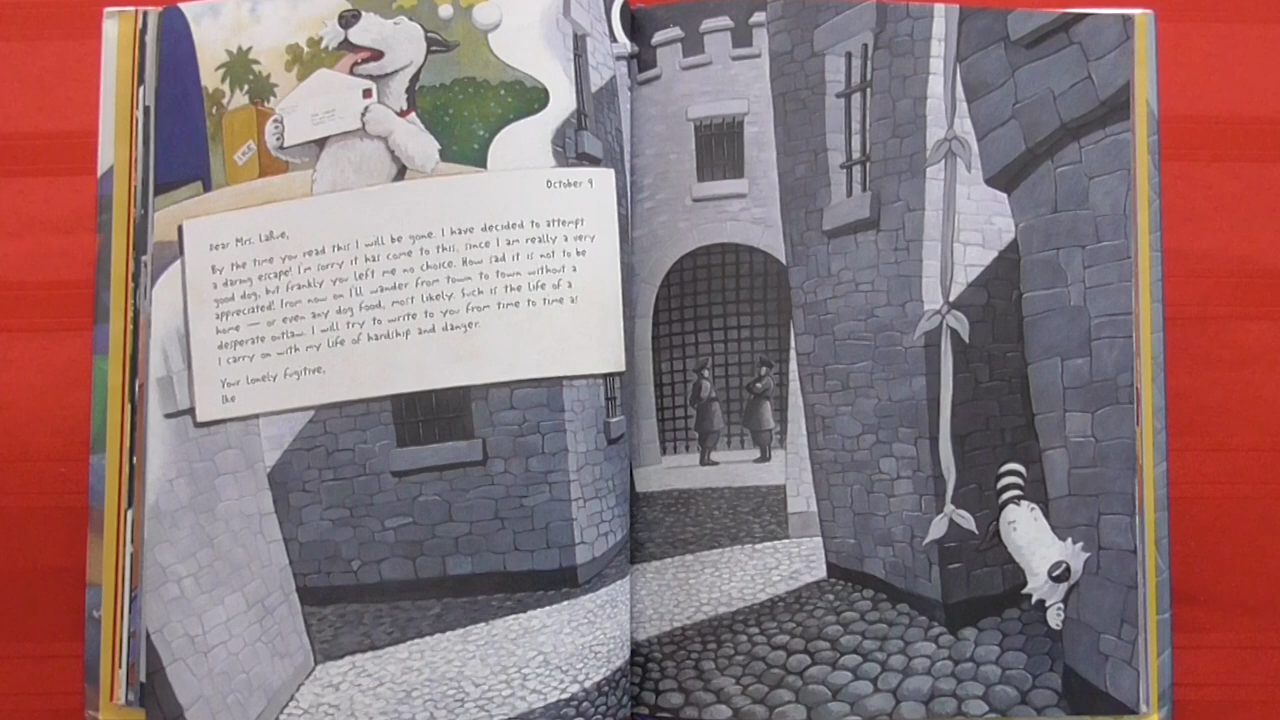 October 9
Dear Mrs. LaRue,
By the time you read this I will be gone. I have decided to attempt
a daring escape! I'm sorry it has come to this, since I am really a very
good dog, but frankly you left me no choice. How sad it is not to be
appreciated! From now on I'll wander from town to town without a
home — or even any dog food, most likely. Such is the life of a
desperate outlaw. I will try to write to you from time to time as
I carry on with my life of hardship and danger.
Your lonely fugitive,
Ike